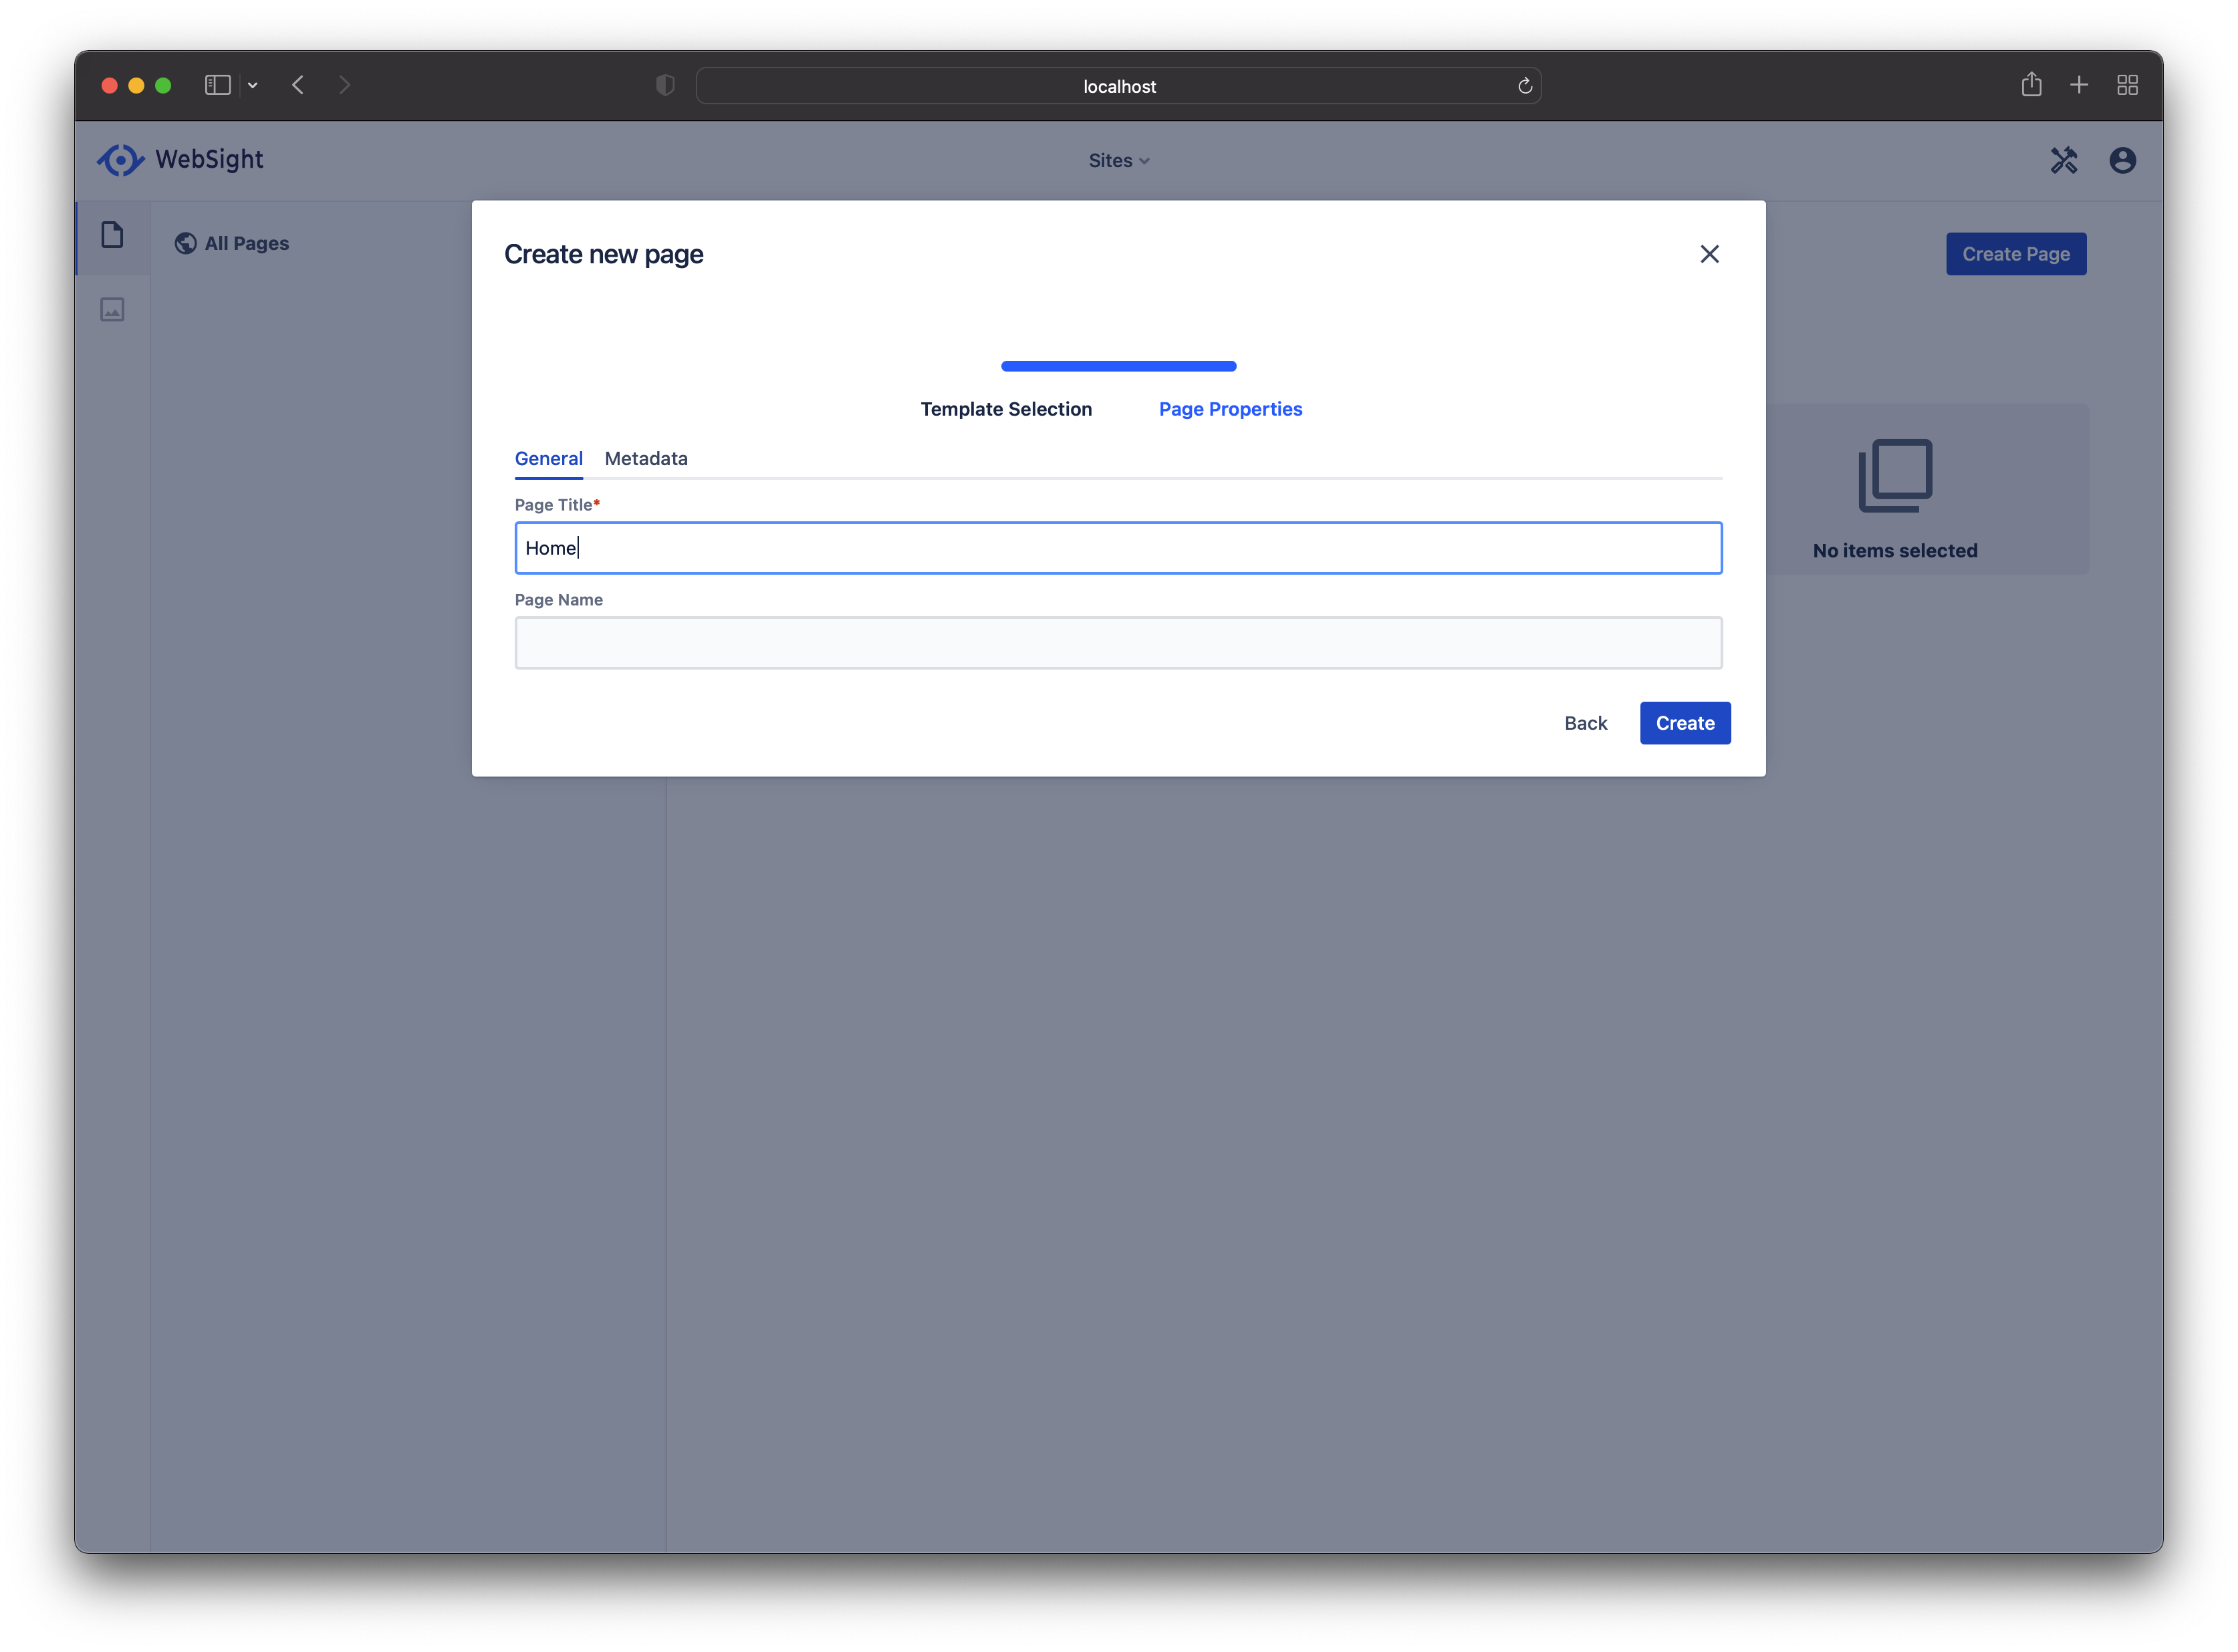 localhost
WebSight
Sites
All Pages
Create Page
Create new page
Template Selection
Page Properties
General
Metadata
Page Title*
Home
Page Name
Back
Create
No items selected